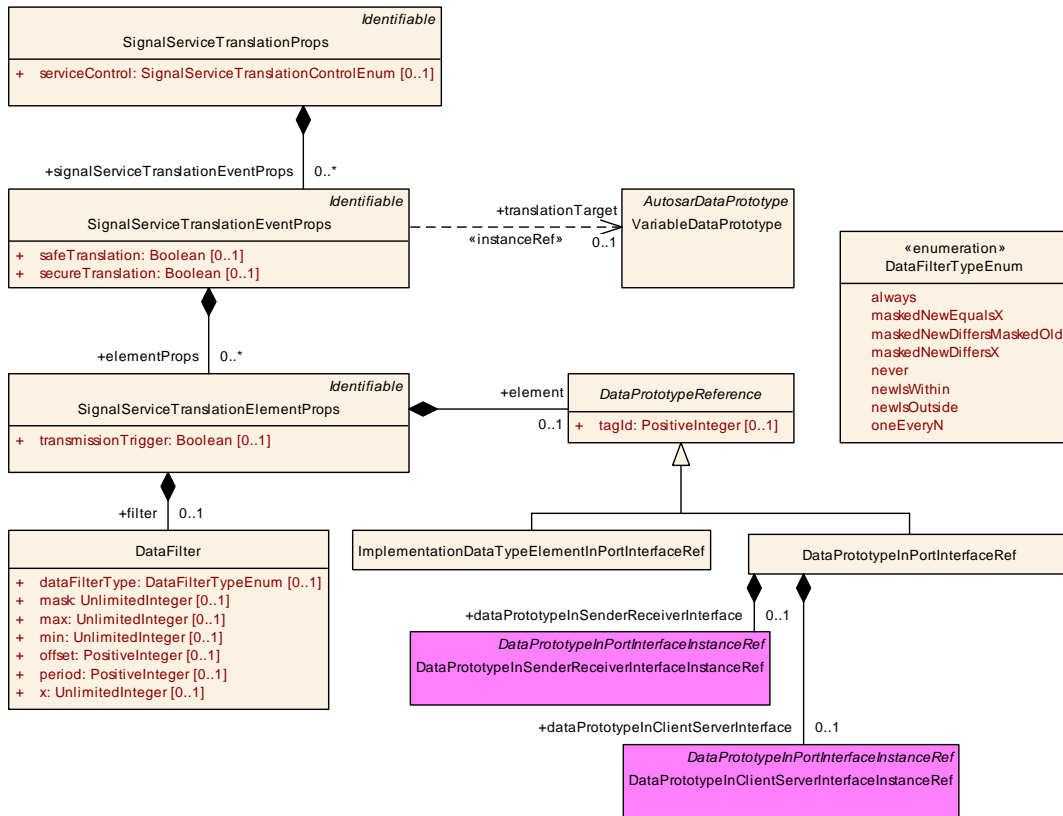 Identifiable
SignalServiceTranslationProps
+ serviceControl: SignalServiceTranslationControlEnum [0..1]
+signalServiceTranslationEventProps 0..*
Identifiable
SignalServiceTranslationEventProps
+ safeTranslation: Boolean [0..1]
+ secureTranslation: Boolean [0..1]
+translationTarget
«instanceRef» 0..1
AutosarDataPrototype
VariableDataPrototype
«enumeration»
DataFilterTypeEnum
always
maskedNewEqualsX
maskedNewDiffersMaskedOld
maskedNewDiffersX
never
newIsWithin
newIsOutside
oneEveryN
+elementProps 0..*
Identifiable
SignalServiceTranslationElementProps
+ transmissionTrigger: Boolean [0..1]
+element
0..1
DataPrototypeReference
+ tagId: PositiveInteger [0..1]
+filter 0..1
DataFilter
+ dataFilterType: DataFilterTypeEnum [0..1]
+ mask: UnlimitedInteger [0..1]
+ max: UnlimitedInteger [0..1]
+ min: UnlimitedInteger [0..1]
+ offset: PositiveInteger [0..1]
+ period: PositiveInteger [0..1]
+ x: UnlimitedInteger [0..1]
ImplementationDataTypeElementInPortInterfaceRef
DataPrototypeInPortInterfaceRef
+dataPrototypeInSenderReceiverInterface 0..1
DataPrototypeInPortInterfaceInstanceRef
DataPrototypeInSenderReceiverInterfaceInstanceRef
+dataPrototypeInClientServerInterface 0..1
DataPrototypeInPortInterfaceInstanceRef
DataPrototypeInClientServerInterfaceInstanceRef